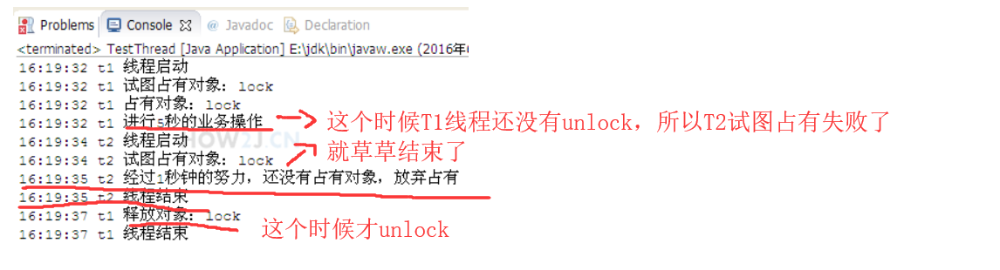 Problems Console @ Javadoc Declaration
<terminated> TestThread [Java Application] E:\jdk\bin\javaw.exe (2016年
16:19:32 t1 线程启动
16:19:32 t1 试图占有对象：lock
16:19:32 t1 占有对象：lock
16:19:32 t1 进行5秒的业务操作
这个时候T1线程还没有unlock，所以T2试图占有失败了
就草草结束了
16:19:34 t2 线程启动
HOW2J.CN
16:19:34 t2 试图占有对象：lock
16:19:35 t2 经过1秒钟的努力，还没有占有对象，放弃占有
16:19:35 t2 线程结束
16:19:37 t1 释放对象：lock
这个时候才unlock
16:19:37 t1 线程结束